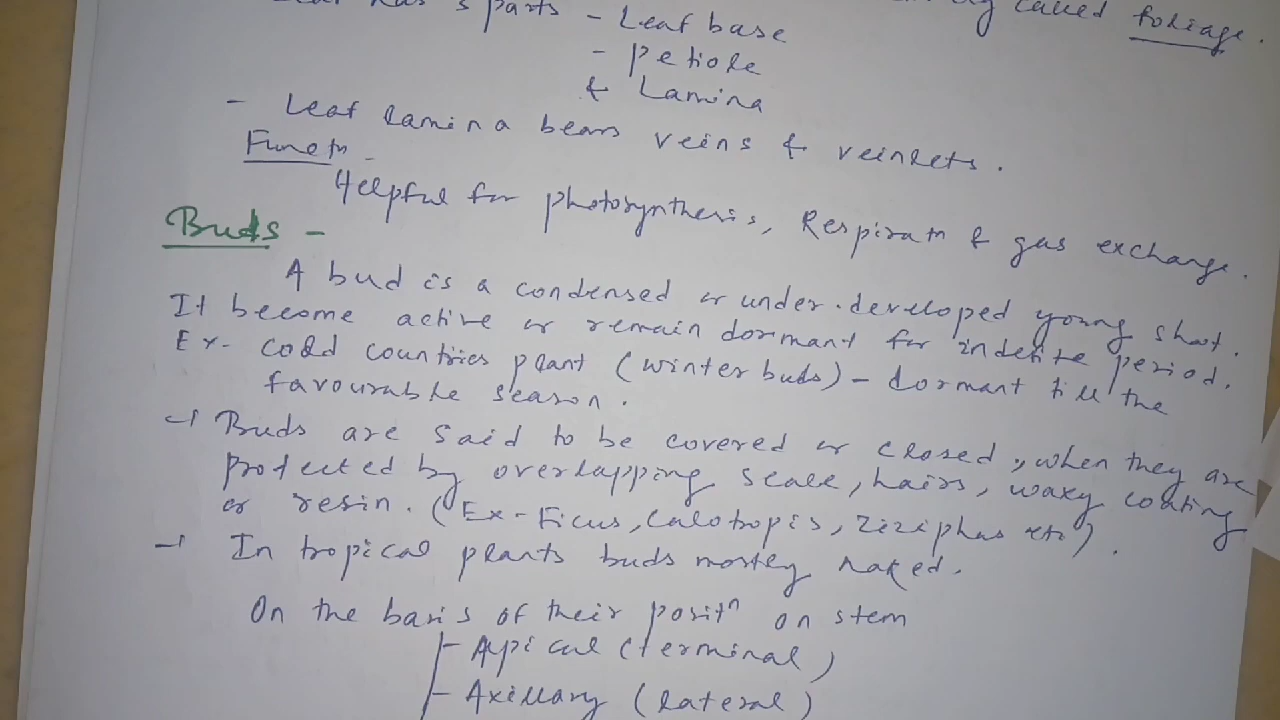 called foliage.
parts - Leaf base
- petiole
& Lamina
- Leaf lamina bears veins & veinlets.
Functn -
Helpful for photosynthesis, Respiratn & gas exchange.
Buds -
A bud is a condensed or under-developed young shoot.
It become active or remain dormant for indefite period.
Ex- cold countries plant (winter buds) - dormant till the
favourable season.
→ Buds are said to be covered or closed, when they are
protected by overlapping scale, hairs, waxy coating
or resin. (Ex- Ficus, Calotropis, Ziziphus etc).
→ In tropical plants buds mostly naked.
On the basis of their positn on stem
- Apical (terminal)
- Axillary (lateral)